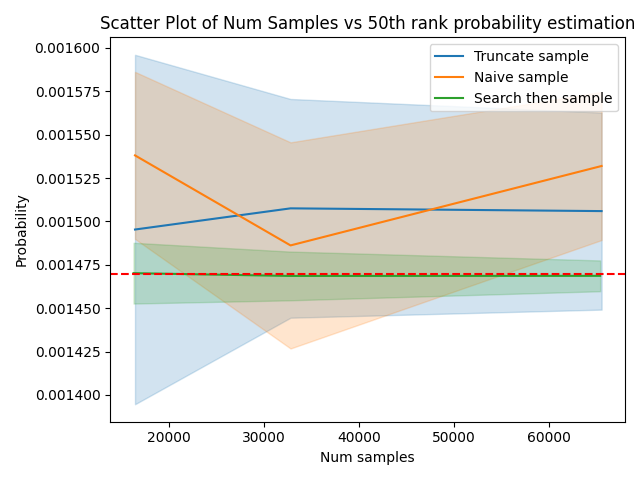 Scatter Plot of Num Samples vs 50th rank probability estimation
0.001600
0.001575
0.001550
0.001525
0.001500
0.001475
0.001450
0.001425
0.001400
Probability
Truncate sample
Naive sample
Search then sample
20000 30000 40000 50000 60000
Num samples